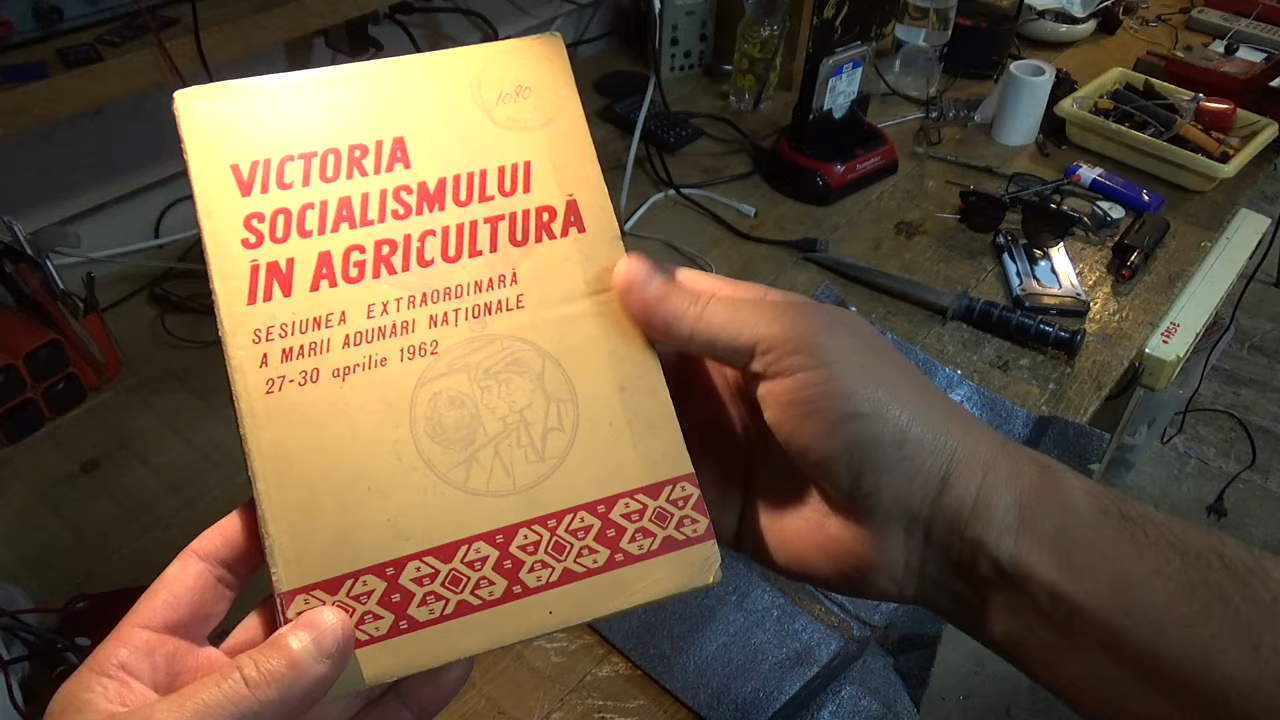 1080
VICTORIA
SOCIALISMULUI
ÎN AGRICULTURĂ
SESIUNEA EXTRAORDINARĂ
A MARII ADUNĂRI NAȚIONALE
27-30 aprilie 1962